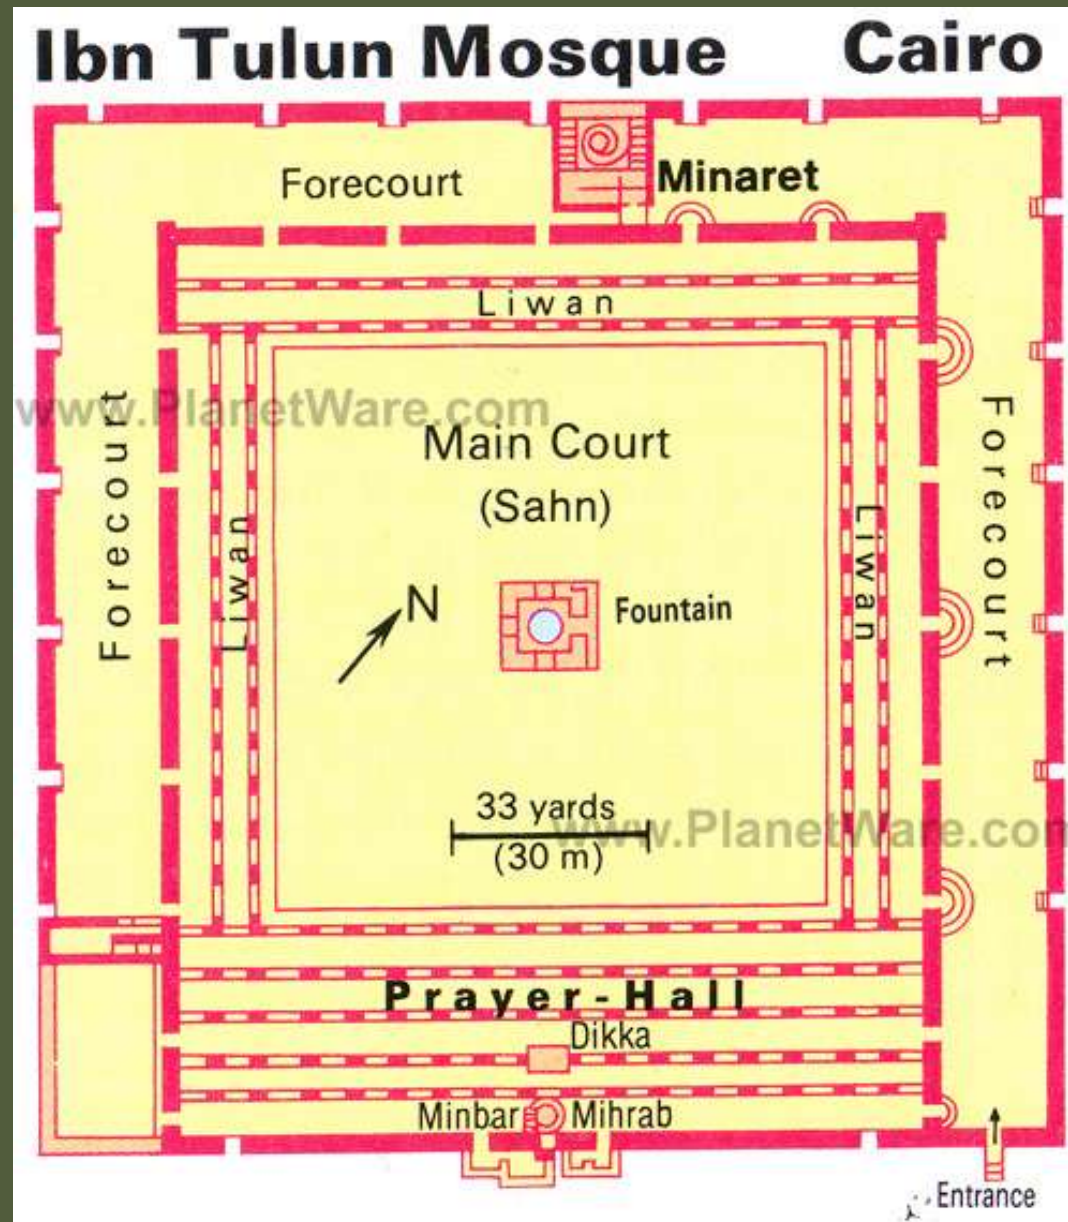 Ibn Tulun Mosque Cairo
Forecourt
Minaret
Liwan
www.PlanetWare.com
Forecourt
Main Court
(Sahn)
Forecourt
Liwan
Liwan
N
Fountain
33 yards
(30 m)
www.PlanetWare.com
Prayer-Hall
Dikka
Minbar
Mihrab
Entrance